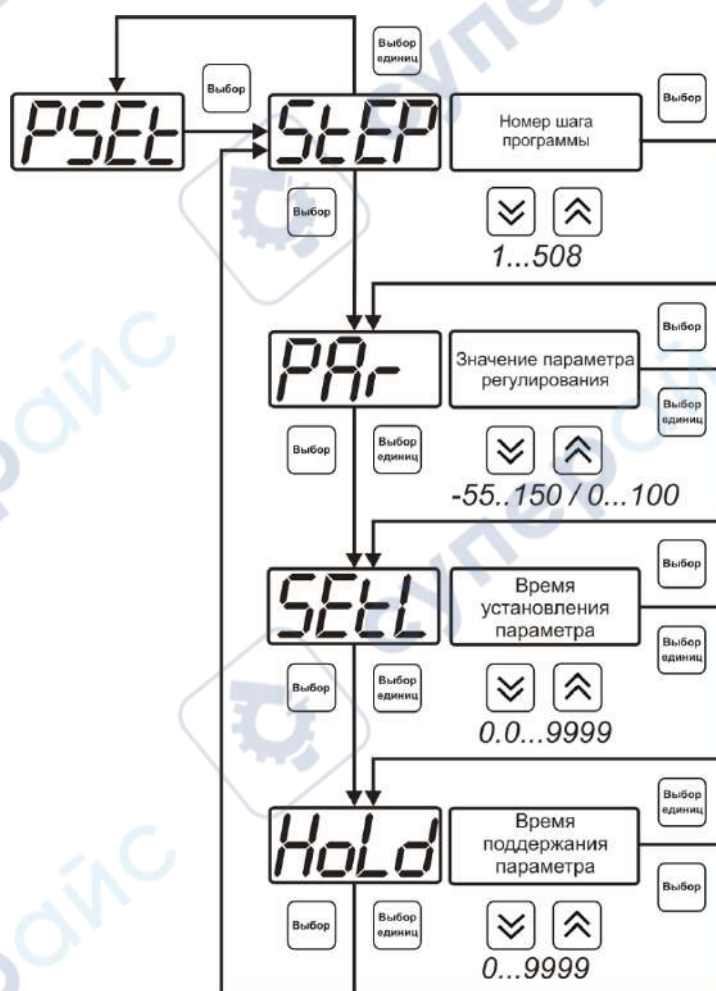 Выбор
единиц
PSEt
Выбор
StEP
Номер шага
программы
Выбор
Выбор
1...508
PAr
Значение параметра
регулирования
Выбор
Выбор
единиц
Выбор
Выбор
единиц
-55..150 / 0...100
SEtL
Время
установления
параметра
Выбор
Выбор
единиц
Выбор
Выбор
единиц
0.0...9999
HoLd
Время
поддержания
параметра
Выбор
единиц
Выбор
Выбор
Выбор
единиц
0...9999